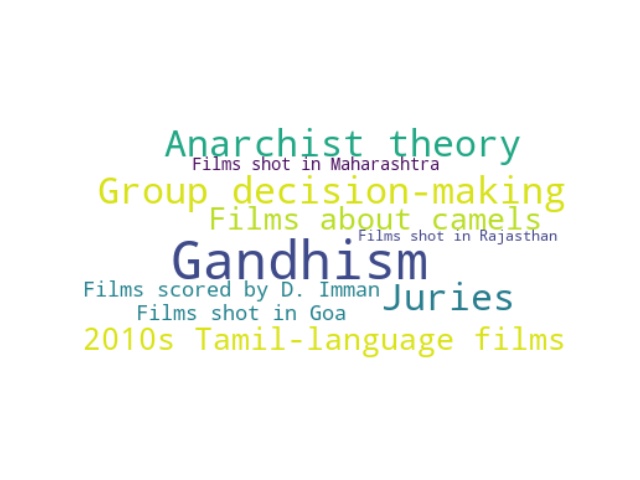 Anarchist theory
Films shot in Maharashtra
Group decision-making
Films about camels
Films shot in Rajasthan
Gandhism
Films scored by D. Imman
Juries
Films shot in Goa
2010s Tamil-language films